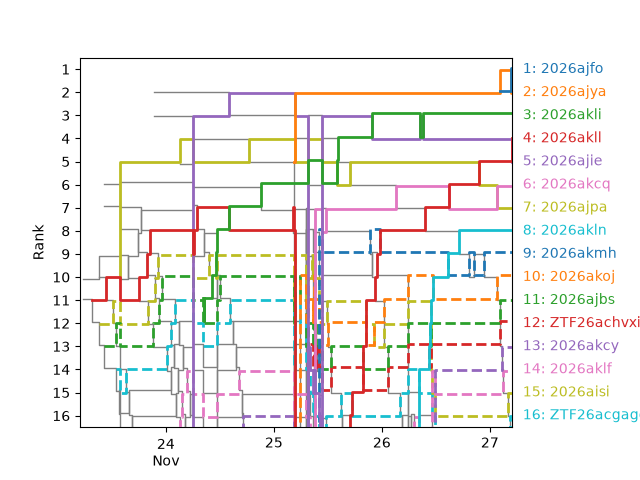 Rank
1
2
3
4
5
6
7
8
9
10
11
12
13
14
15
16
24
25
26
27
Nov
1: 2026ajfo
2: 2026ajya
3: 2026akli
4: 2026akll
5: 2026ajie
6: 2026akcq
7: 2026ajpa
8: 2026akln
9: 2026akmh
10: 2026akoj
11: 2026ajbs
12: ZTF26achvxi
13: 2026akcy
14: 2026aklf
15: 2026aisi
16: ZTF26acgag